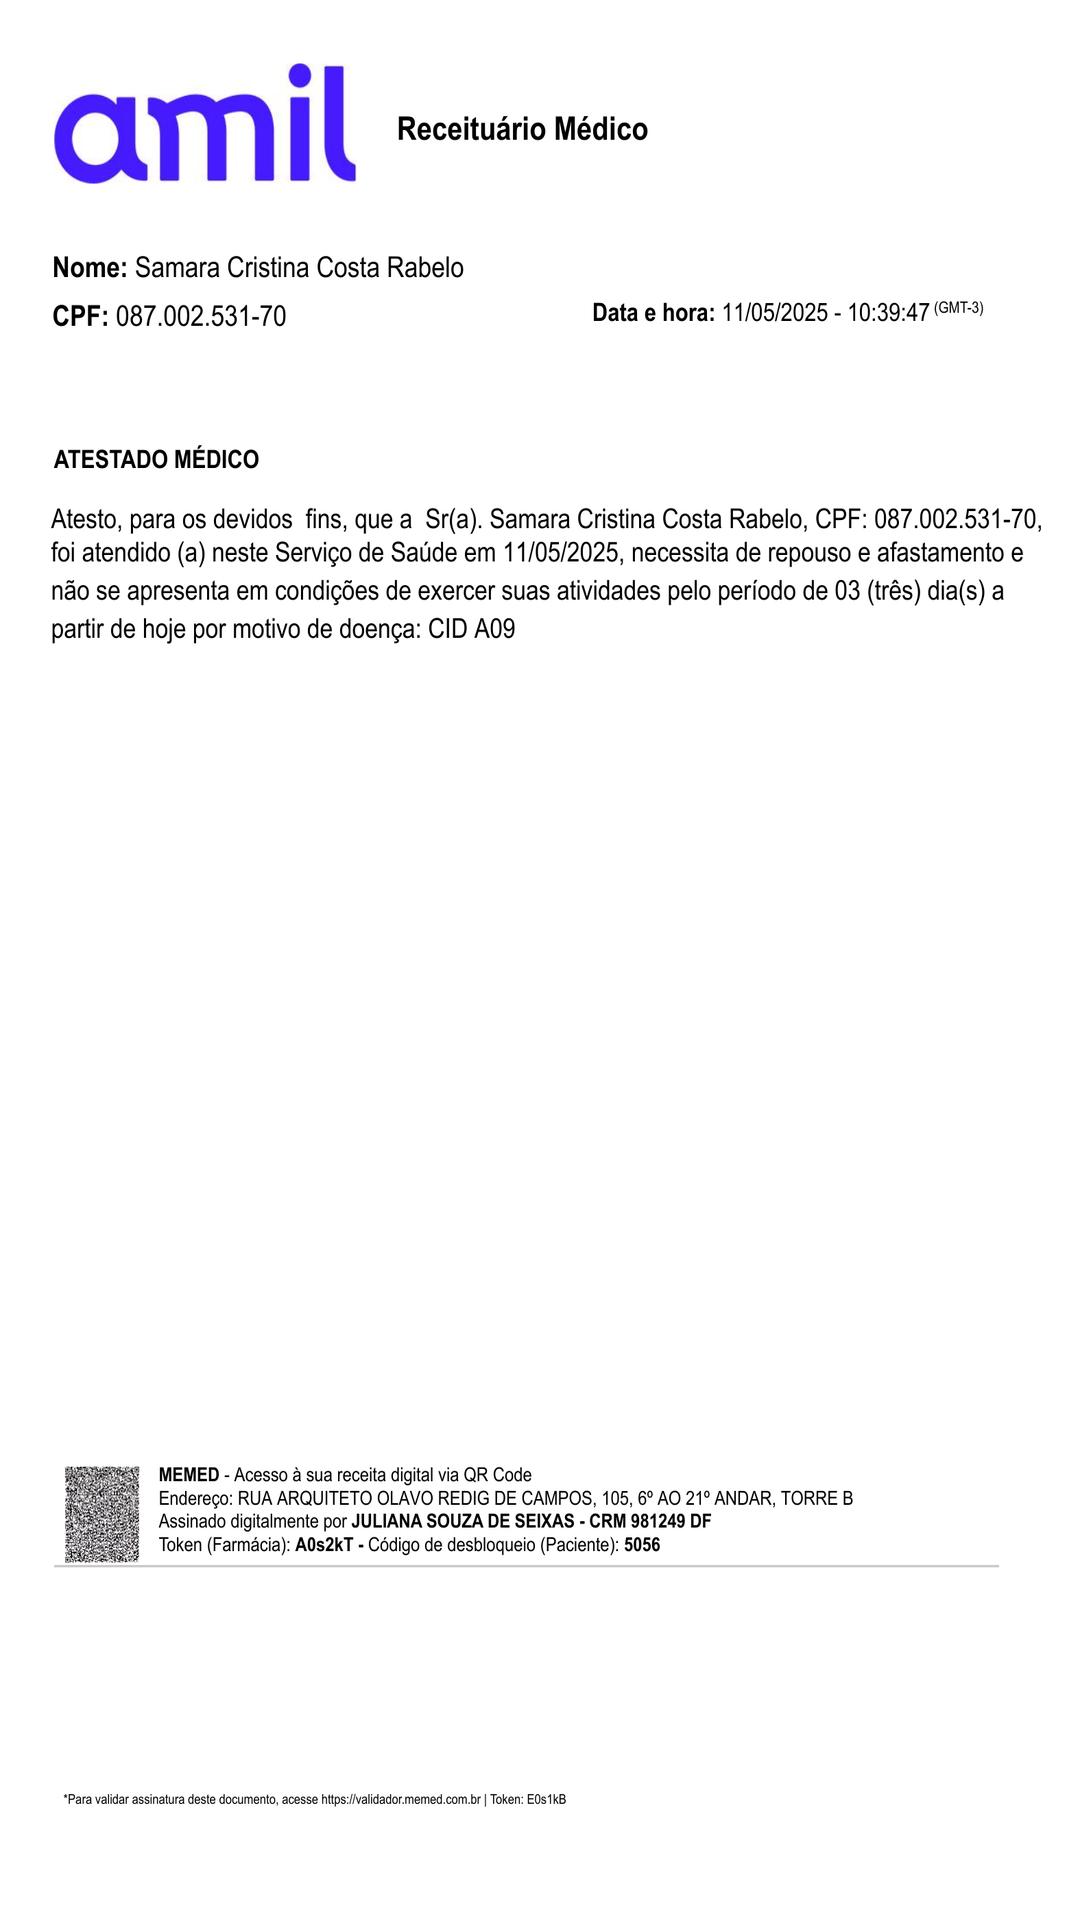 amil
Receituário Médico
Nome: Samara Cristina Costa Rabelo
CPF: 087.002.531-70
Data e hora: 11/05/2025 - 10:39:47 (GMT-3)
ATESTADO MÉDICO
Atesto, para os devidos  fins, que a  Sr(a). Samara Cristina Costa Rabelo, CPF: 087.002.531-70,
foi atendido (a) neste Serviço de Saúde em 11/05/2025, necessita de repouso e afastamento e
não se apresenta em condições de exercer suas atividades pelo período de 03 (três) dia(s) a
partir de hoje por motivo de doença: CID A09
MEMED - Acesso à sua receita digital via QR Code
Endereço: RUA ARQUITETO OLAVO REDIG DE CAMPOS, 105, 6º AO 21º ANDAR, TORRE B
Assinado digitalmente por JULIANA SOUZA DE SEIXAS - CRM 981249 DF
Token (Farmácia): A0s2kT - Código de desbloqueio (Paciente): 5056
*Para validar assinatura deste documento, acesse https://validador.memed.com.br | Token: E0s1kB